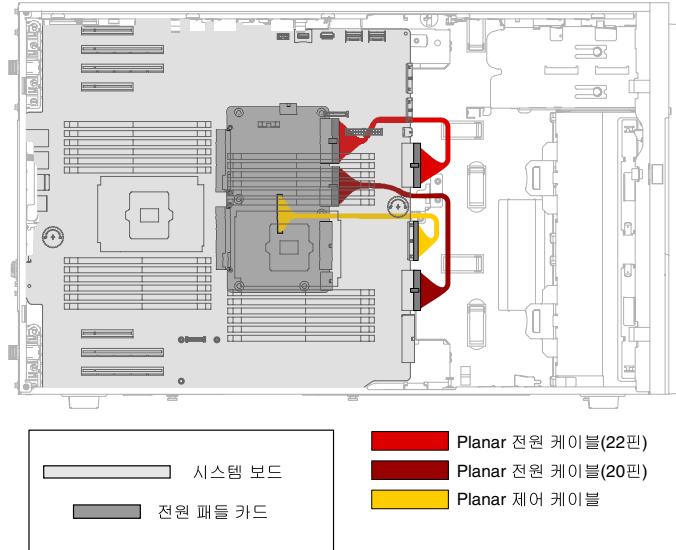 시스템 보드
전원 패들 카드
Planar 전원 케이블(22핀)
Planar 전원 케이블(20핀)
Planar 제어 케이블